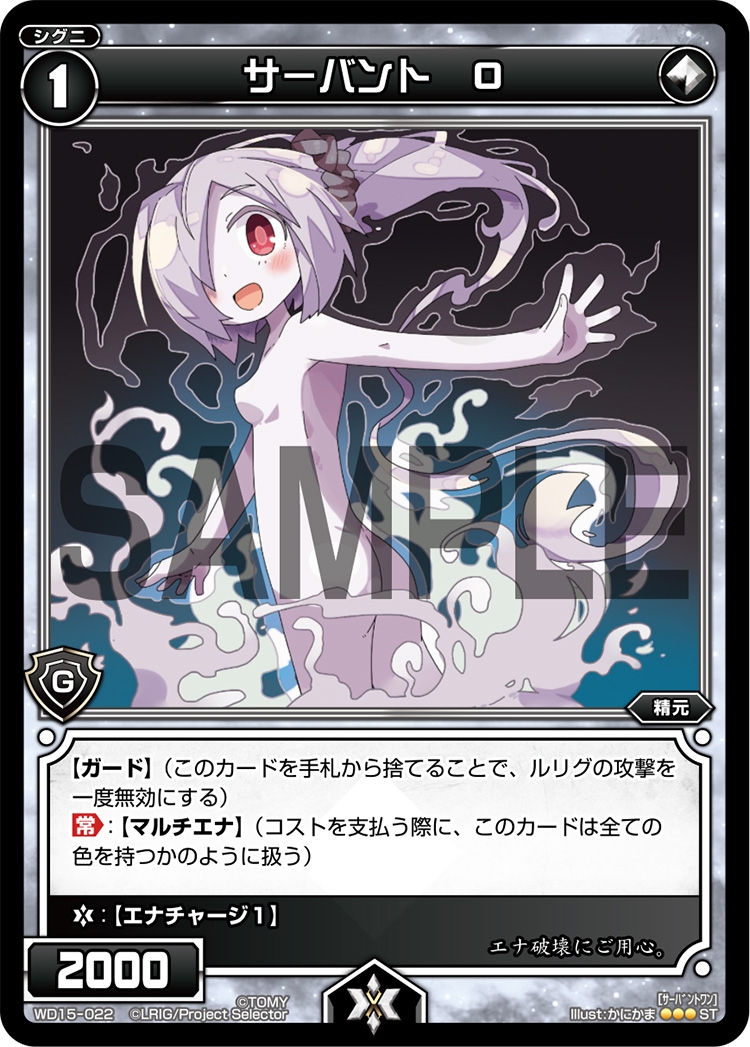 シグニ
1
サーバント O
SAMPLE
G
精元
【ガード】（このカードを手札から捨てることで、ルリグの攻撃を
一度無効にする）
常：【マルチエナ】（コストを支払う際に、このカードは全ての
色を持つかのように扱う）
：【エナチャージ１】
エナ破壊にご用心。
2000
©TOMY
WD15-022 ©LRIG/Project Selector
［サーバントワン］
Illust:かにかま ST